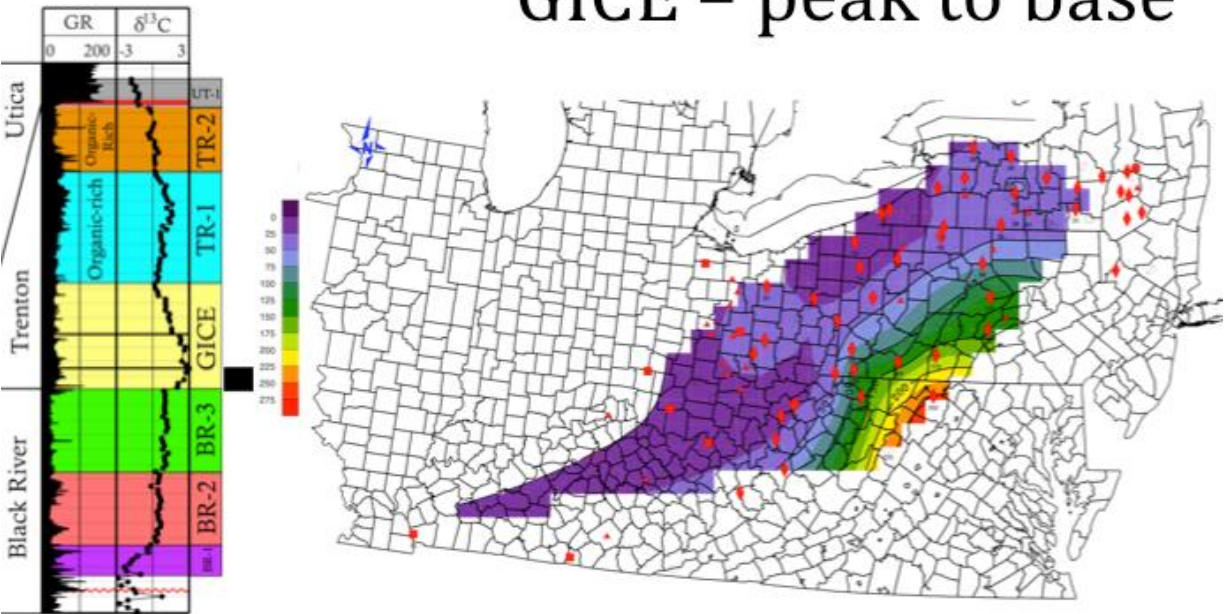 GICE – peak to base
GR δ¹³C
0 200 -3 3
Utica
Trenton
Black River
UT-1
Organic-Rich
TR-2
Organic-rich
TR-1
GICE
BR-3
BR-2
BR-1
0
25
50
75
100
125
150
175
200
225
250
275
N